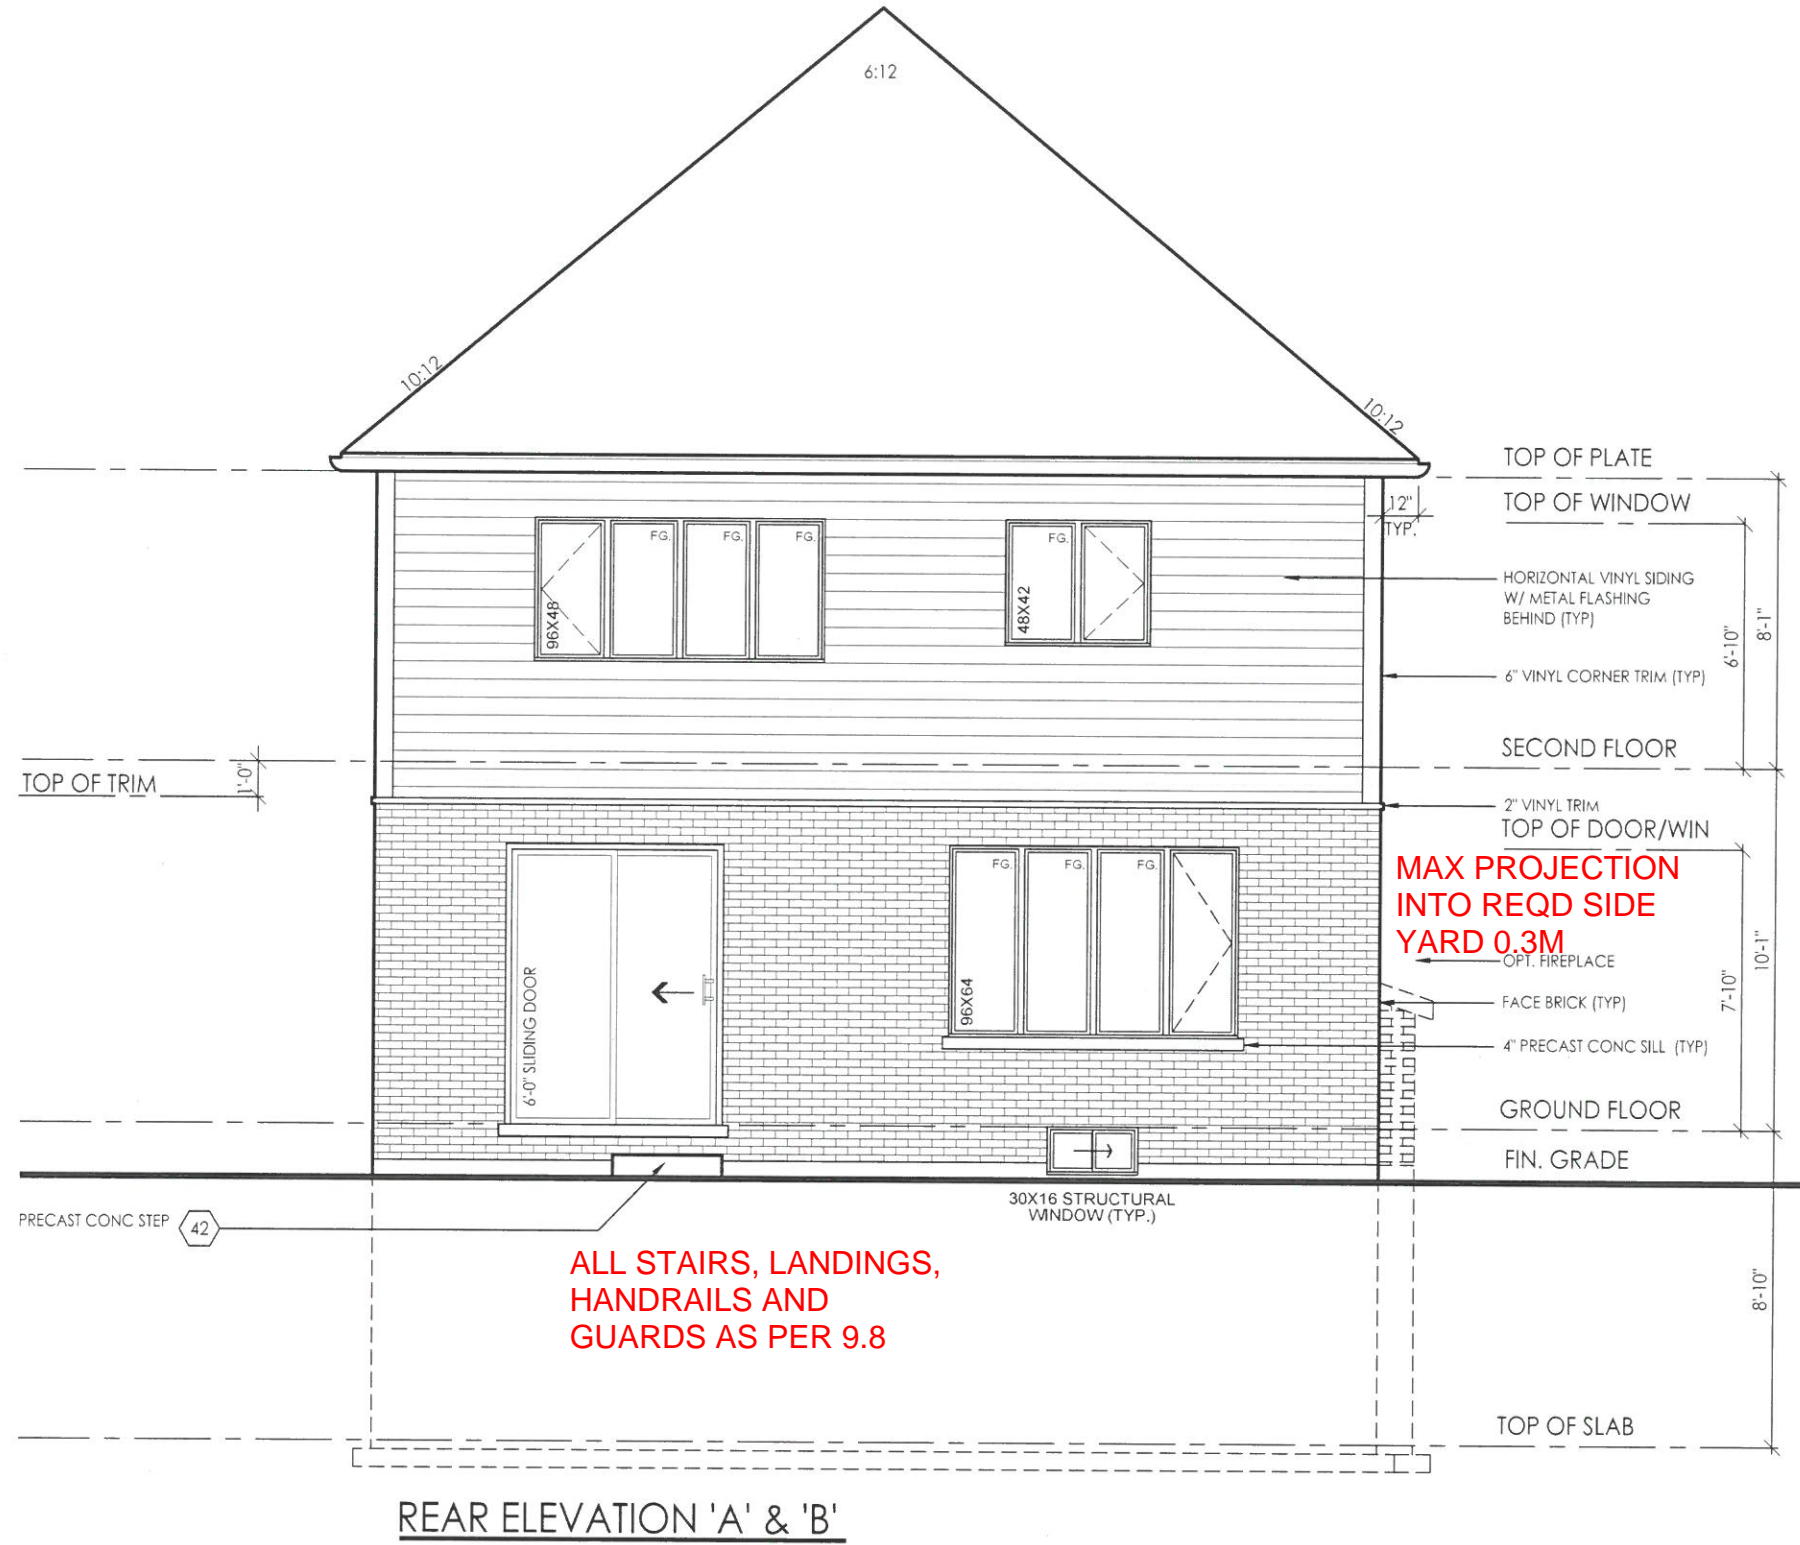 6:12
10:12
10:12
TOP OF PLATE
12"
TYP.
TOP OF WINDOW
FG.
FG.
FG.
96X48
FG.
48X42
HORIZONTAL VINYL SIDING
W/ METAL FLASHING
BEHIND (TYP)
6'-10"
8'-1"
6" VINYL CORNER TRIM (TYP)
SECOND FLOOR
TOP OF TRIM
1'-0"
2" VINYL TRIM
TOP OF DOOR/WIN
FG.
FG.
FG.
96X64
6'-0" SLIDING DOOR
MAX PROJECTION
INTO REQD SIDE
YARD 0.3M
OPT. FIREPLACE
FACE BRICK (TYP)
7'-10"
10'-1"
4" PRECAST CONC SILL (TYP)
GROUND FLOOR
FIN. GRADE
30X16 STRUCTURAL
WINDOW (TYP.)
PRECAST CONC STEP
42
ALL STAIRS, LANDINGS,
HANDRAILS AND
GUARDS AS PER 9.8
8'-10"
TOP OF SLAB
REAR ELEVATION 'A' & 'B'